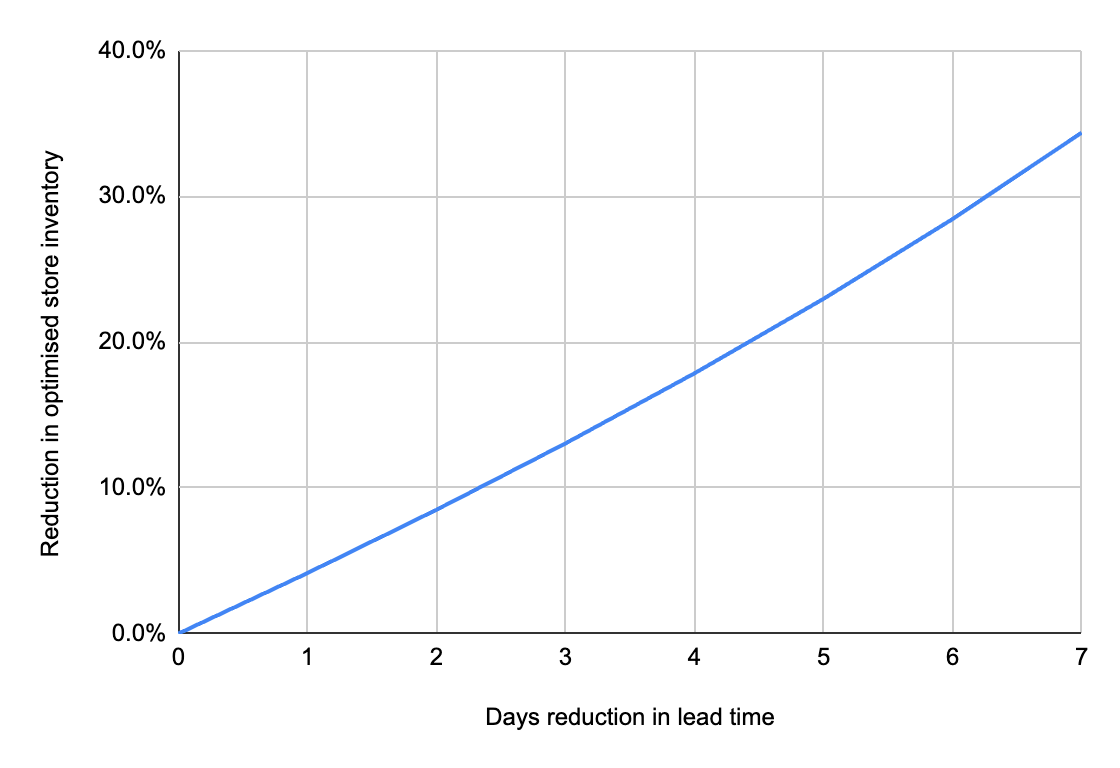 40.0%
30.0%
20.0%
10.0%
0.0%
Reduction in optimised store inventory
0 1 2 3 4 5 6 7
Days reduction in lead time